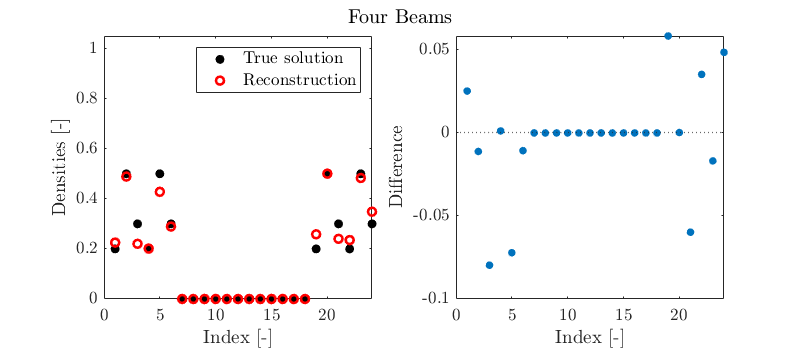 Four Beams
1
0.8
0.6
0.4
0.2
0
0
5
10
15
20
Densities [-]
Index [-]
True solution
Reconstruction
0.05
0
-0.05
-0.1
0
5
10
15
20
Difference
Index [-]